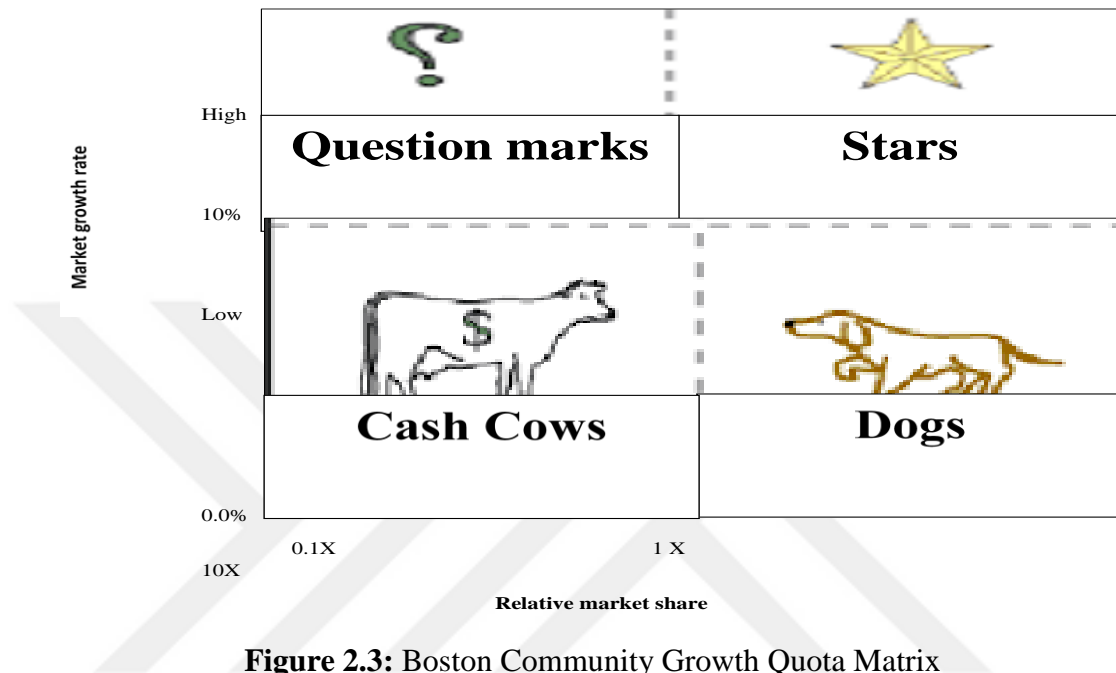 ?
High
Question marks
Stars
Market growth rate
10%
Low
$
Cash Cows
Dogs
0.0%
0.1X
1 X
10X
Relative market share
Figure 2.3: Boston Community Growth Quota Matrix